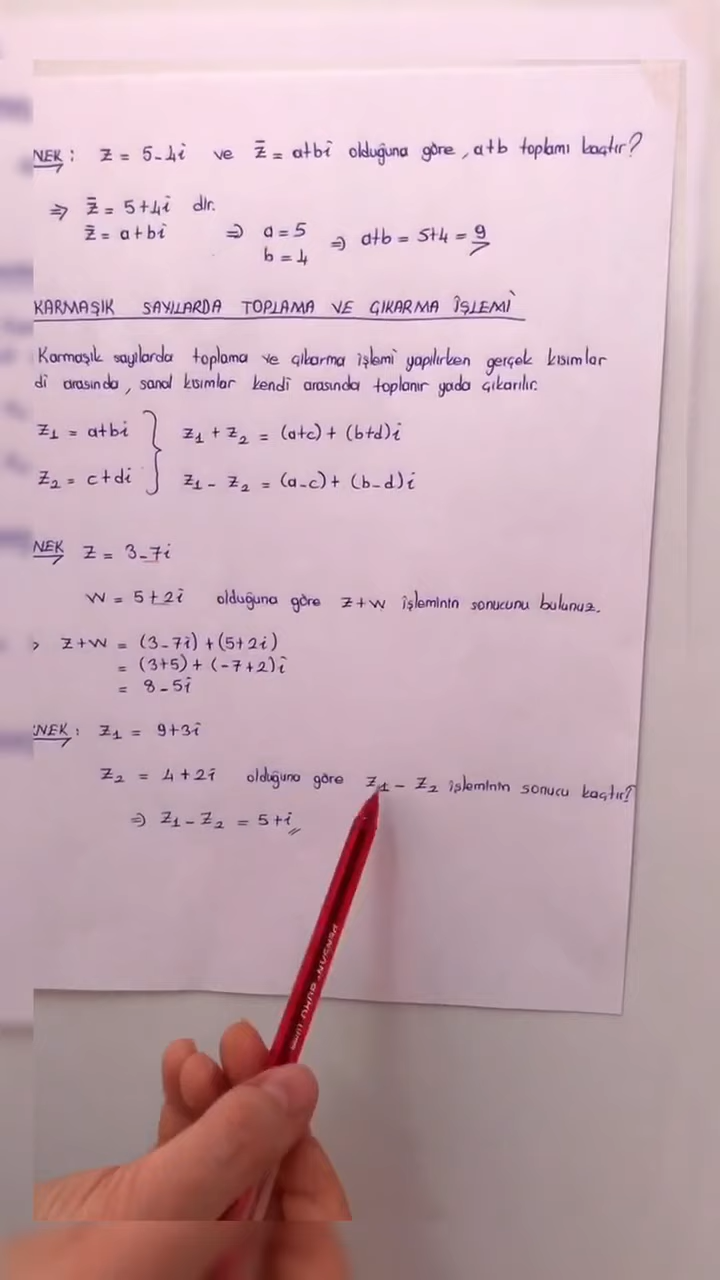 NEK: z = 5-4i ve z̄ = a+bi olduğuna göre, a+b toplamı kaçtır?
⇒ z̄ = 5+4i dir.
z̄ = a+bi ⇒ a=5 ⇒ a+b = 5+4 = 9
b=4
KARMAŞIK SAYILARDA TOPLAMA VE ÇIKARMA İŞLEMİ
Karmaşık sayılarda toplama ve çıkarma işlemi yapılırken gerçek kısımlar
di arasında, sanal kısımlar kendi arasında toplanır yada çıkarılır.
z1 = a+bi } z1 + z2 = (a+c) + (b+d)i
z2 = c+di z1 - z2 = (a-c) + (b-d)i
NEK z = 3-7i
w = 5+2i olduğuna göre z+w işleminin sonucunu bulunuz.
z+w = (3-7i) + (5+2i)
= (3+5) + (-7+2)i
= 8-5i
NEK: z1 = 9+3i
z2 = 4+2i olduğuna göre z1 - z2 işleminin sonucu kaçtır?
⇒ z1 - z2 = 5+i